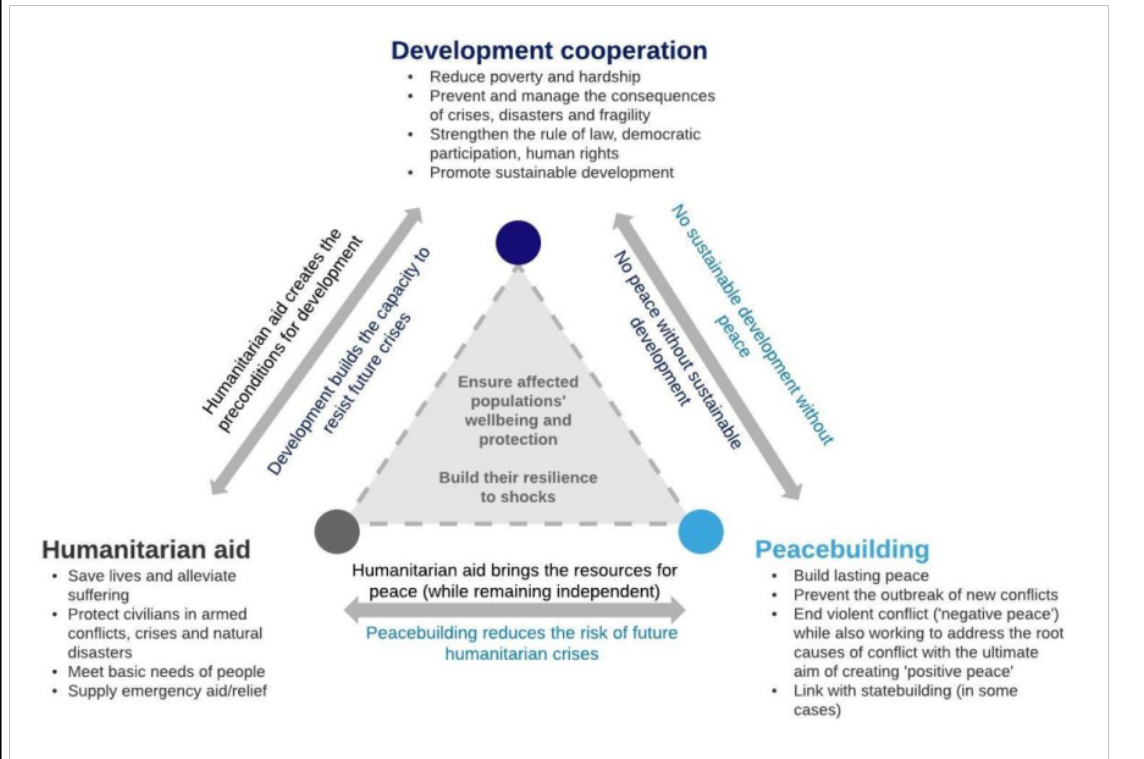 Development cooperation
• Reduce poverty and hardship
• Prevent and manage the consequences
of crises, disasters and fragility
• Strengthen the rule of law, democratic
participation, human rights
• Promote sustainable development
Humanitarian aid creates the
preconditions for development
Development builds the capacity to
resist future crises
No sustainable development without
peace
No peace without sustainable
development
Ensure affected
populations'
wellbeing and
protection
Build their resilience
to shocks
Humanitarian aid
• Save lives and alleviate
suffering
• Protect civilians in armed
conflicts, crises and natural
disasters
• Meet basic needs of people
• Supply emergency aid/relief
Humanitarian aid brings the resources for
peace (while remaining independent)
Peacebuilding reduces the risk of future
humanitarian crises
Peacebuilding
• Build lasting peace
• Prevent the outbreak of new conflicts
• End violent conflict ('negative peace')
while also working to address the root
causes of conflict with the ultimate
aim of creating 'positive peace'
• Link with statebuilding (in some
cases)